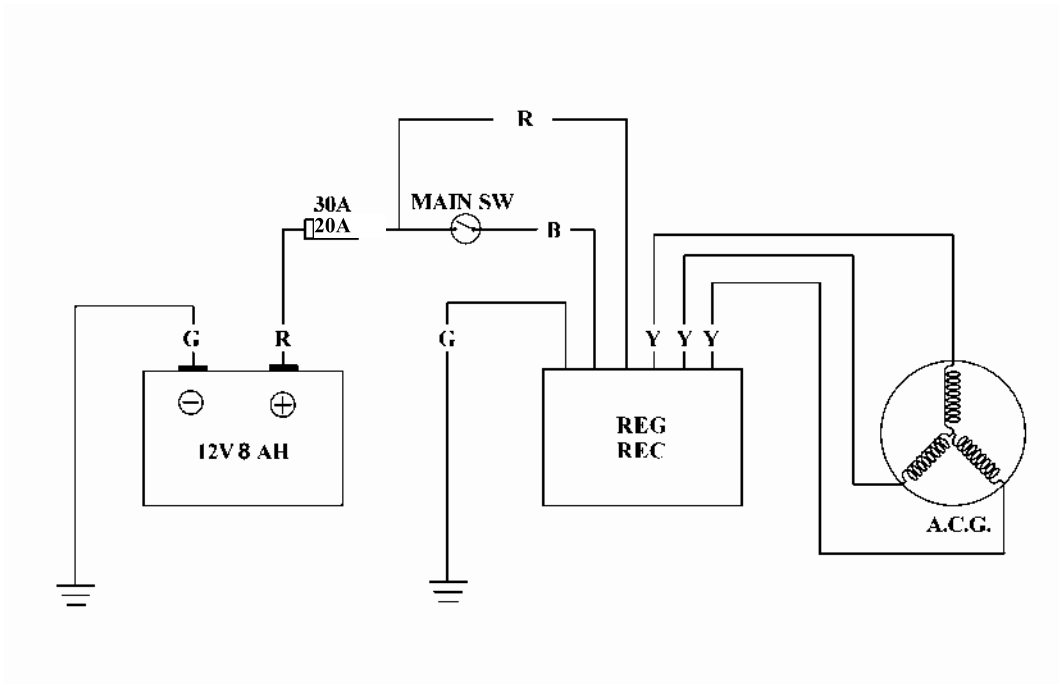 R
30A
20A
MAIN SW
B
G
R
G
Y Y Y
12V 8 AH
REG
REC
A.C.G.